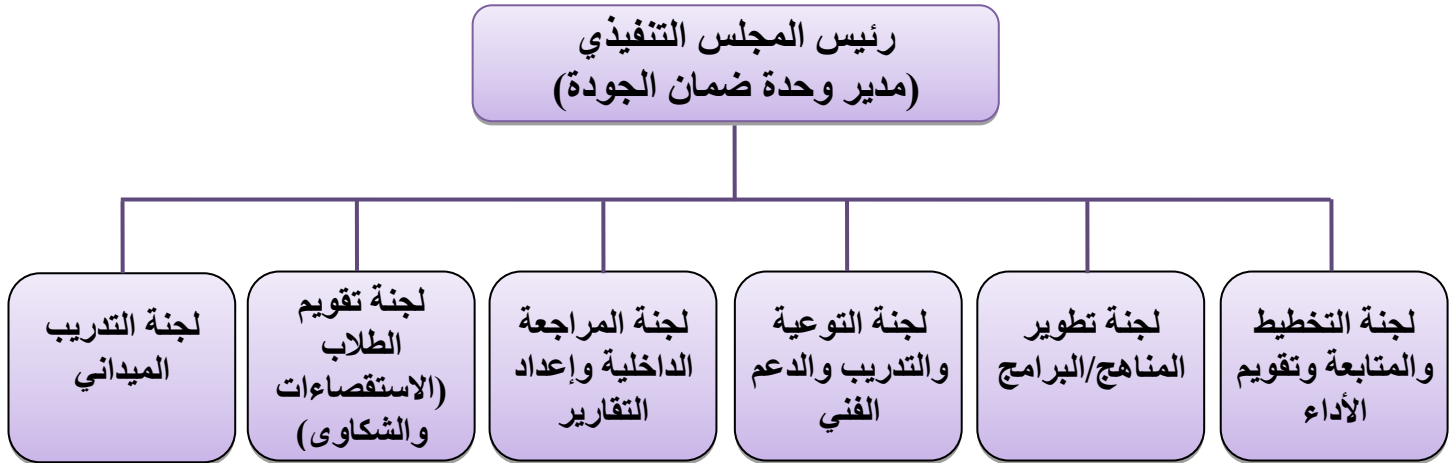 رئيس المجلس التنفيذي
(مدير وحدة ضمان الجودة)
لجنة التخطيط
والمتابعة وتقويم
الأداء
لجنة تطوير
المناهج/البرامج
لجنة التوعية
والتدريب والدعم
الفني
لجنة المراجعة
الداخلية وإعداد
التقارير
لجنة تقويم
الطلاب
(الاستقصاءات
والشكاوى)
لجنة التدريب
الميداني